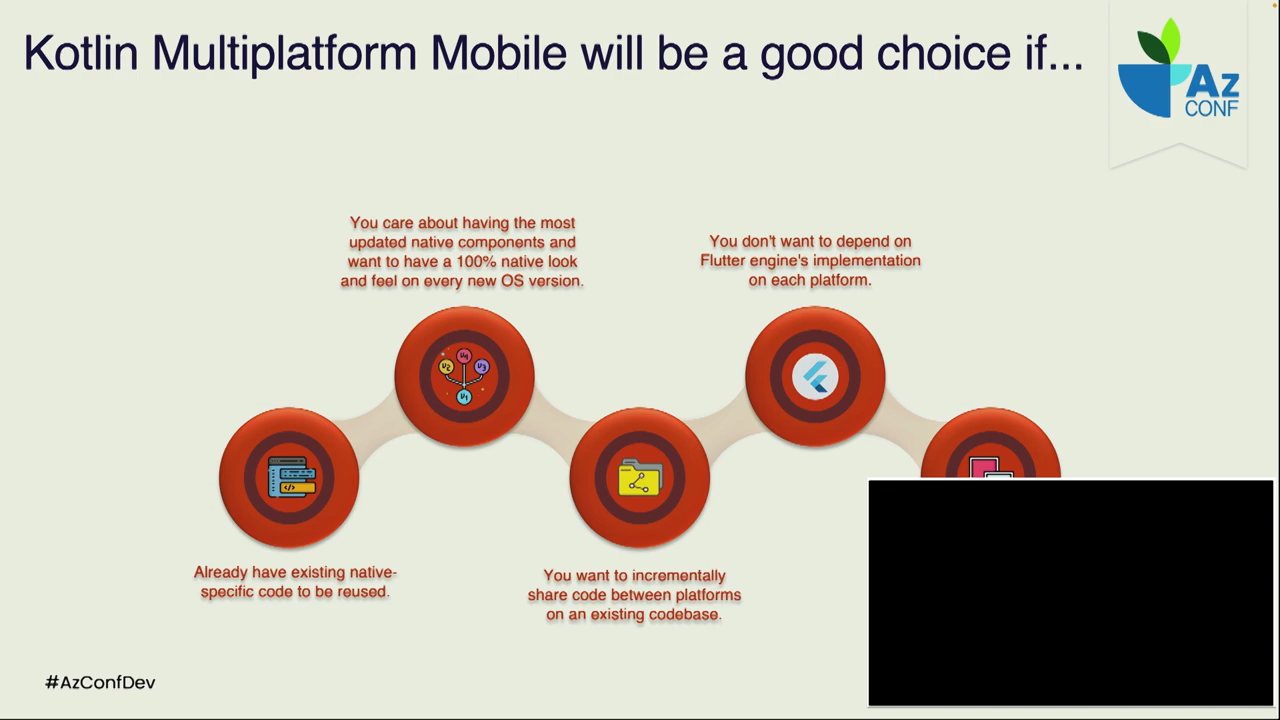 Kotlin Multiplatform Mobile will be a good choice if...
Az
CONF
You care about having the most
updated native components and
want to have a 100% native look
and feel on every new OS version.
You don't want to depend on
Flutter engine's implementation
on each platform.
Already have existing native-
specific code to be reused.
You want to incrementally
share code between platforms
on an existing codebase.
#AzConfDev